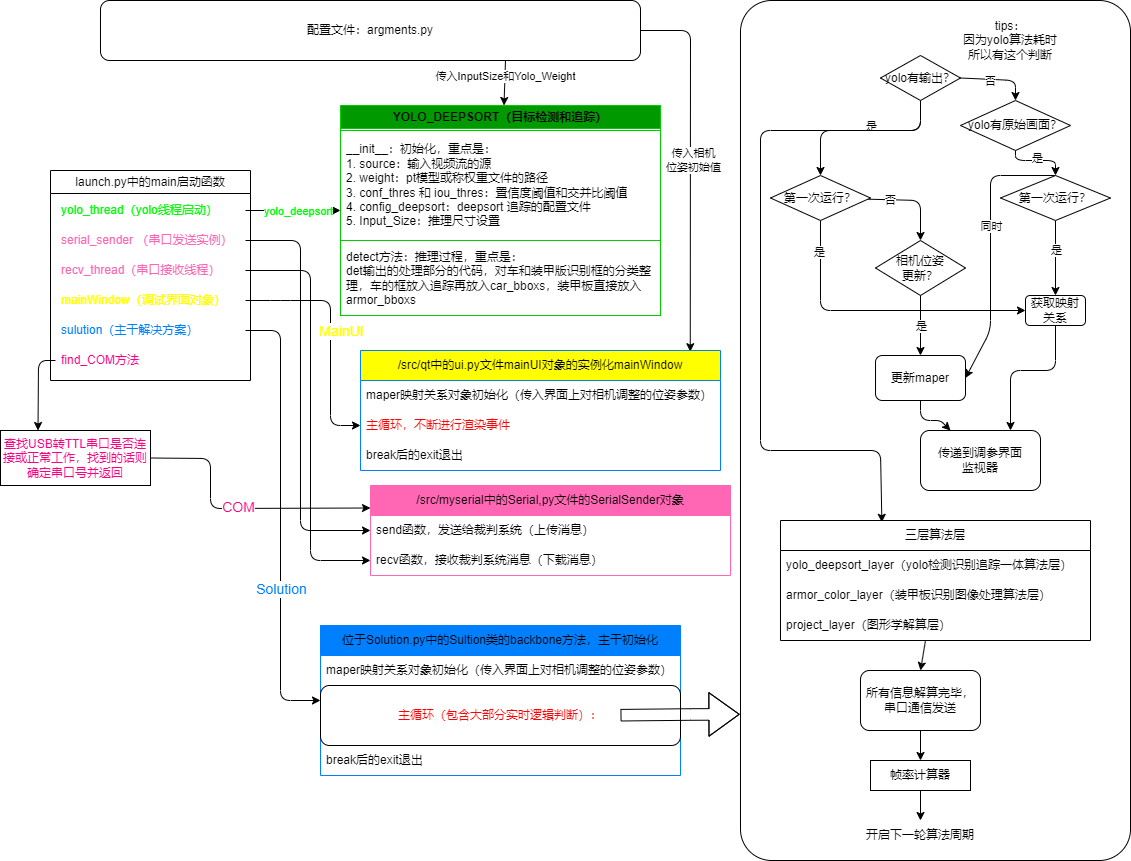 配置文件：argments.py
传入InputSize和Yolo_Weight
传入相机
位姿初始值
YOLO_DEEPSORT（目标检测和追踪）
__init__：初始化，重点是：
1. source：输入视频流的源
2. weight：pt模型或称权重文件的路径
3. conf_thres 和 iou_thres：置信度阈值和交并比阈值
4. config_deepsort：deepsort 追踪的配置文件
5. Input_Size：推理尺寸设置
detect方法：推理过程，重点是：
det输出的处理部分的代码，对车和装甲版识别框的分类整
理，车的框放入追踪再放入car_bboxs，装甲板直接放入
armor_bboxs
launch.py中的main启动函数
yolo_thread（yolo线程启动）
serial_sender （串口发送实例）
recv_thread（串口接收线程）
mainWindow（调试界面对象）
sulution（主干解决方案）
find_COM方法
yolo_deepsort
MainUI
查找USB转TTL串口是否连
接或正常工作，找到的话则
确定串口号并返回
COM
Solution
/src/qt中的ui.py文件mainUI对象的实例化mainWindow
maper映射关系对象初始化（传入界面上对相机调整的位姿参数）
主循环，不断进行渲染事件
break后的exit退出
/src/myserial中的Serial,py文件的SerialSender对象
send函数，发送给裁判系统（上传消息）
recv函数，接收裁判系统消息（下载消息）
位于Solution.py中的Sultion类的backbone方法，主干初始化
maper映射关系对象初始化（传入界面上对相机调整的位姿参数）
主循环（包含大部分实时逻辑判断）：
break后的exit退出
tips:
因为yolo算法耗时
所以有这个判断
yolo有输出？
否
是
yolo有原始画面？
是
第一次运行？
否
是
第一次运行？
同时
是
相机位姿
更新？
是
获取映射
关系
更新maper
传递到调参界面
监视器
三层算法层
yolo_deepsort_layer（yolo检测识别追踪一体算法层）
armor_color_layer（装甲板识别图像处理算法层）
project_layer（图形学解算层）
所有信息解算完毕，
串口通信发送
帧率计算器
开启下一轮算法周期